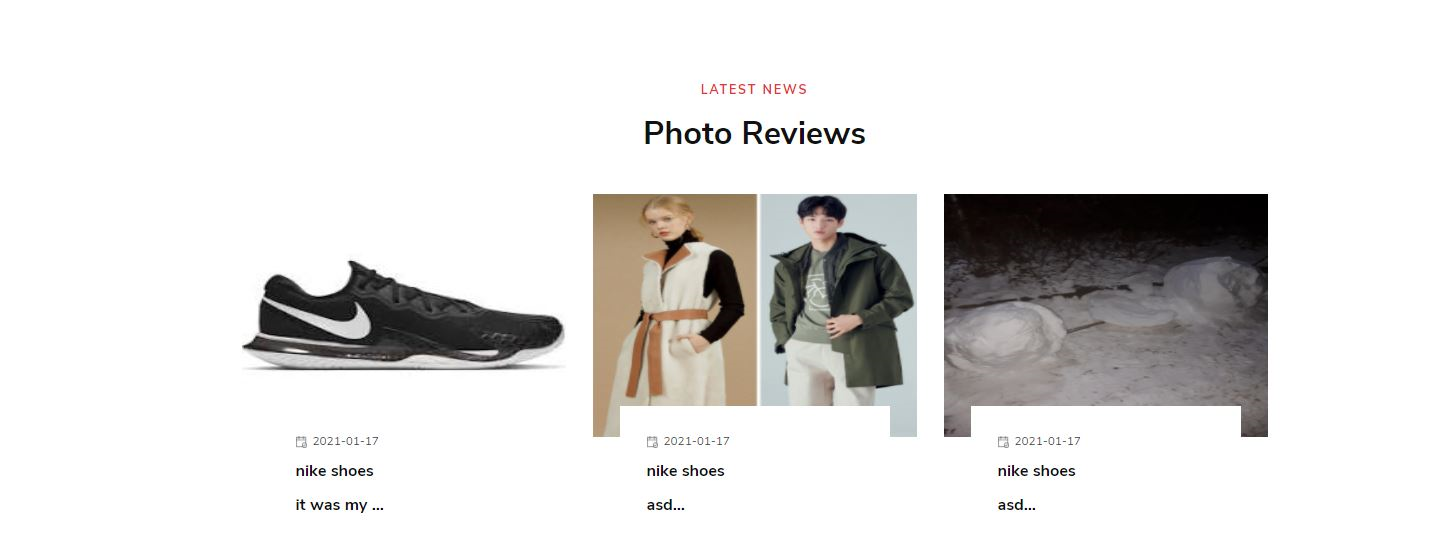 LATEST NEWS
Photo Reviews
2021-01-17
nike shoes
it was my ...
2021-01-17
nike shoes
asd...
2021-01-17
nike shoes
asd...